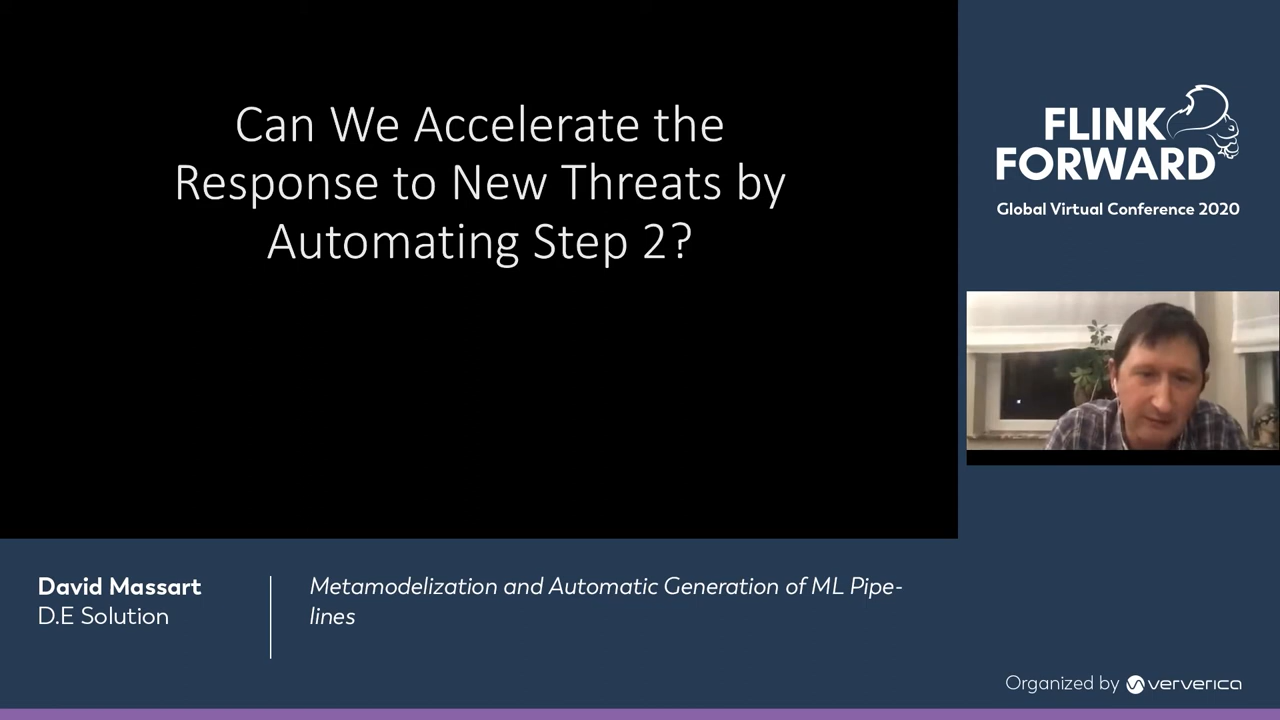 Can We Accelerate the
Response to New Threats by
Automating Step 2?
FLINK
FORWARD
Global Virtual Conference 2020
David Massart
D.E Solution
Metamodelization and Automatic Generation of ML Pipe-
lines
Organized by ververica